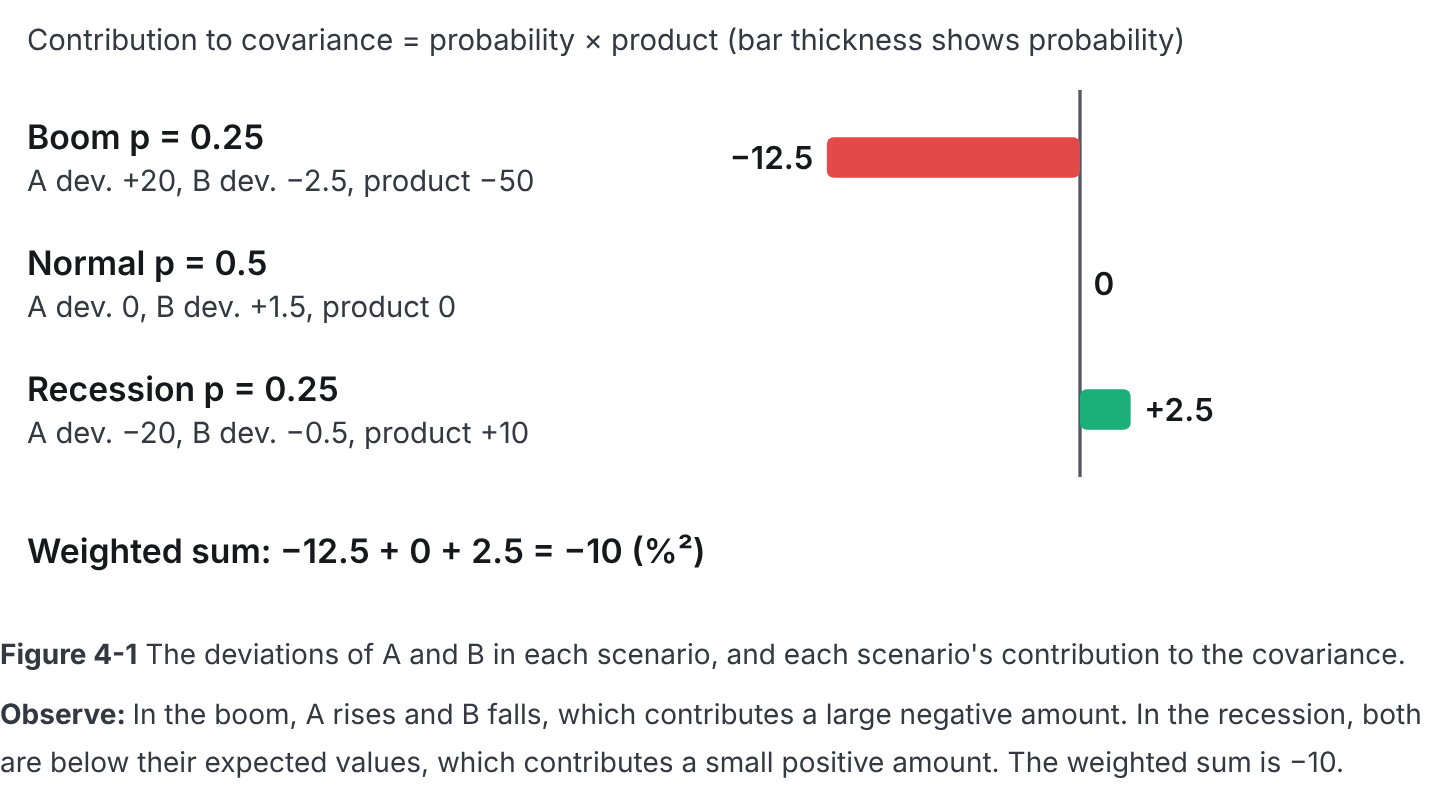 Contribution to covariance = probability × product (bar thickness shows probability)
Boom p = 0.25
A dev. +20, B dev. −2.5, product −50
−12.5
Normal p = 0.5
A dev. 0, B dev. +1.5, product 0
0
Recession p = 0.25
A dev. −20, B dev. −0.5, product +10
+2.5
Weighted sum: −12.5 + 0 + 2.5 = −10 (%²)
Figure 4-1 The deviations of A and B in each scenario, and each scenario's contribution to the covariance.
Observe: In the boom, A rises and B falls, which contributes a large negative amount. In the recession, both
are below their expected values, which contributes a small positive amount. The weighted sum is −10.